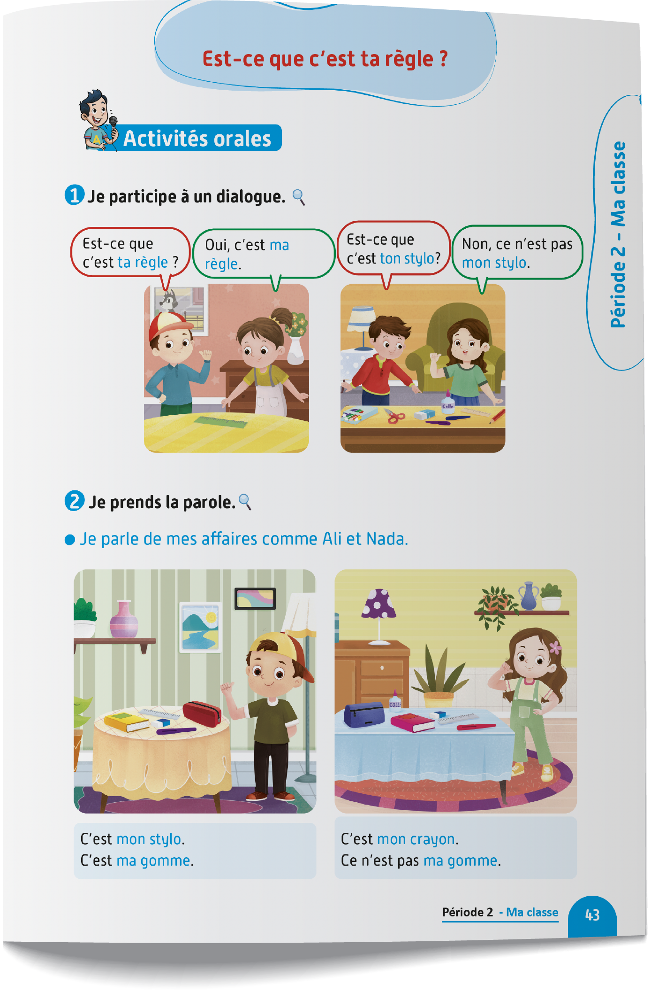 Est-ce que c'est ta règle ?
A
Activités orales
1 Je participe à un dialogue.
Est-ce que
c'est ta règle ?
Oui, c'est ma
règle.
Est-ce que
c'est ton stylo?
Non, ce n'est pas
mon stylo.
Colle
2 Je prends la parole.
● Je parle de mes affaires comme Ali et Nada.
COLLE
C'est mon stylo.
C'est ma gomme.
C'est mon crayon.
Ce n'est pas ma gomme.
Période 2 - Ma classe
Période 2 - Ma classe
43